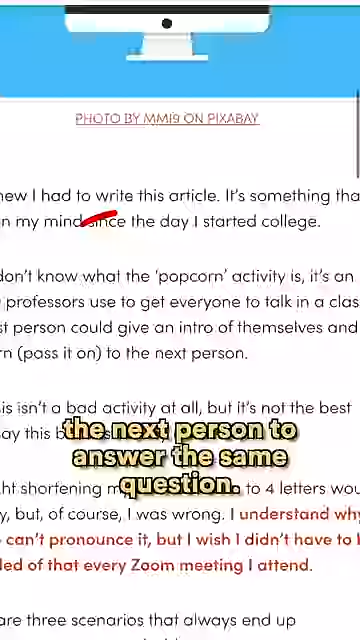 PHOTO BY MMI9 ON PIXABAY
new I had to write this article. It's something tha
n my mind since the day I started college.
don't know what the 'popcorn' activity is, it's an
professors use to get everyone to talk in a clas
st person could give an intro of themselves and
rn (pass it on) to the next person.
is isn't a bad activity at all, but it's not the best
say this b
the next person to
answer the same
question.
ht shortening m to 4 letters wou
y, but, of course, I was wrong. I understand why
can't pronounce it, but I wish I didn't have to b
led of that every Zoom meeting I attend.
are three scenarios that always end up